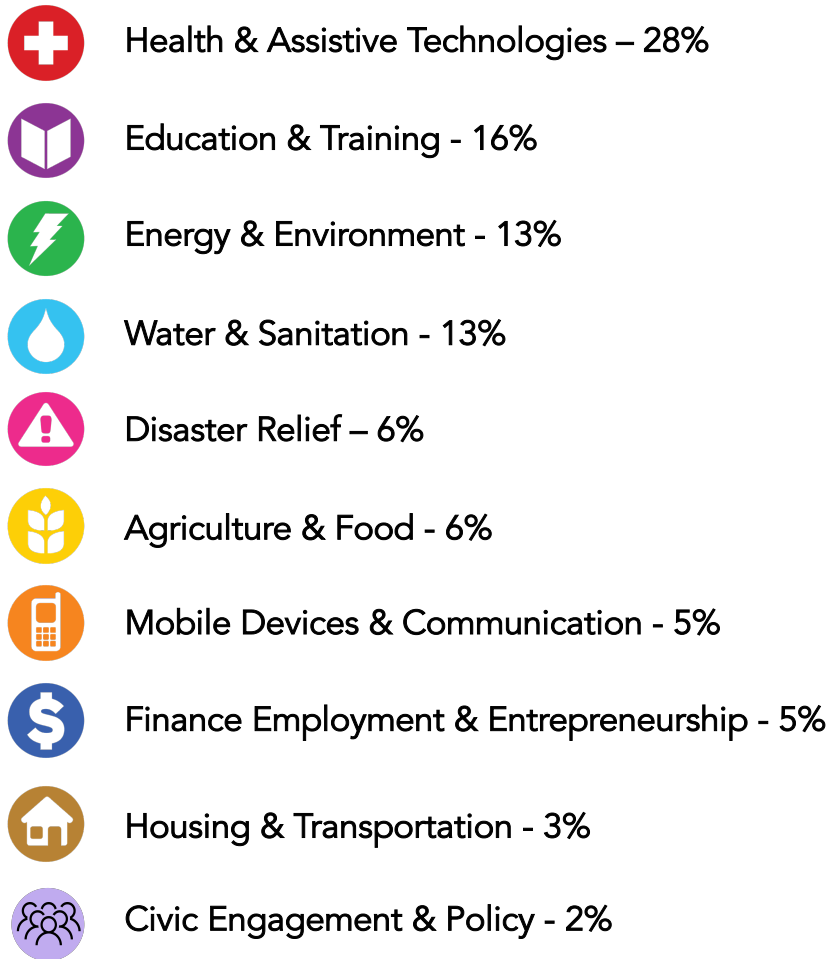 Health & Assistive Technologies – 28%
Education & Training - 16%
Energy & Environment - 13%
Water & Sanitation - 13%
Disaster Relief – 6%
Agriculture & Food - 6%
Mobile Devices & Communication - 5%
Finance Employment & Entrepreneurship - 5%
Housing & Transportation - 3%
Civic Engagement & Policy - 2%